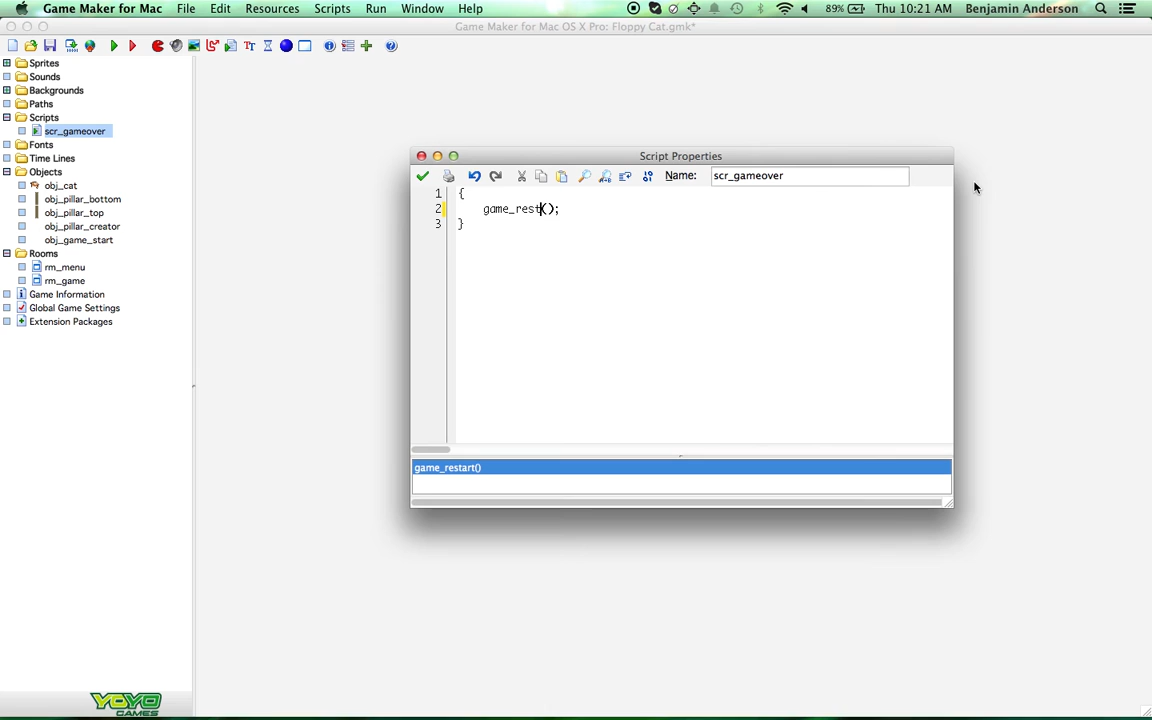 Game Maker for Mac File Edit Resources Scripts Run Window Help 89% Thu 10:21 AM Benjamin Anderson
Game Maker for Mac OS X Pro: Floppy Cat.gmk*
Sprites
Sounds
Backgrounds
Paths
Scripts
scr_gameover
Fonts
Time Lines
Objects
obj_cat
obj_pillar_bottom
obj_pillar_top
obj_pillar_creator
obj_game_start
Rooms
rm_menu
rm_game
Global Game Settings
Game Information
Extension Packages
Script Properties
Name: scr_gameover
1 {
2 game_rest();
3 }
game_restart()
YOYO
GAMES